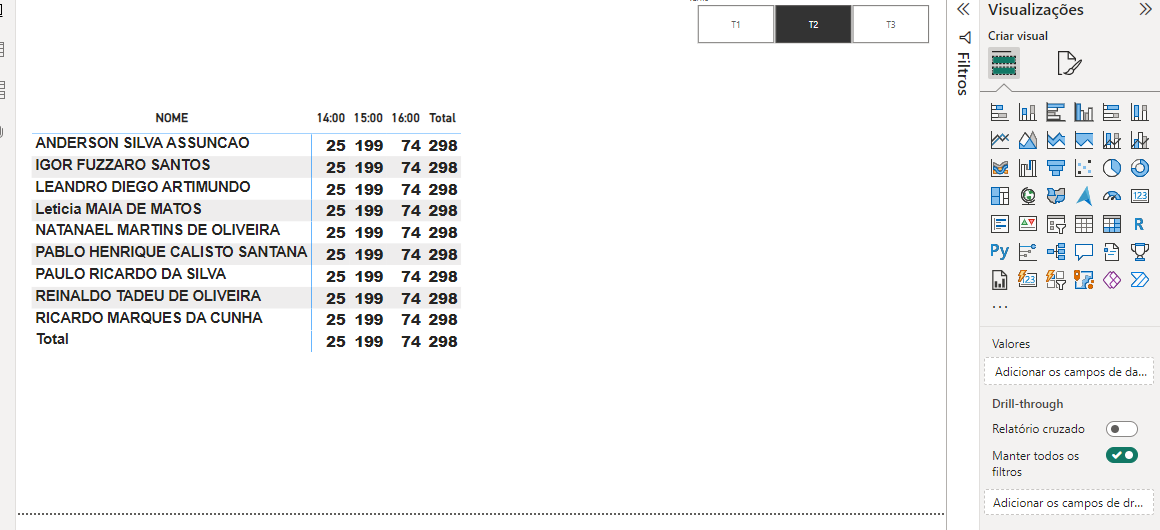 T1 T2 T3
NOME 14:00 15:00 16:00 Total
ANDERSON SILVA ASSUNCAO 25 199 74 298
IGOR FUZZARO SANTOS 25 199 74 298
LEANDRO DIEGO ARTIMUNDO 25 199 74 298
Leticia MAIA DE MATOS 25 199 74 298
NATANAEL MARTINS DE OLIVEIRA 25 199 74 298
PABLO HENRIQUE CALISTO SANTANA 25 199 74 298
PAULO RICARDO DA SILVA 25 199 74 298
REINALDO TADEU DE OLIVEIRA 25 199 74 298
RICARDO MARQUES DA CUNHA 25 199 74 298
Total 25 199 74 298
Filtros
Visualizações
Criar visual
123
R
Py
123
Valores
Adicionar os campos de da...
Drill-through
Relatório cruzado
Manter todos os
filtros
Adicionar os campos de dr...